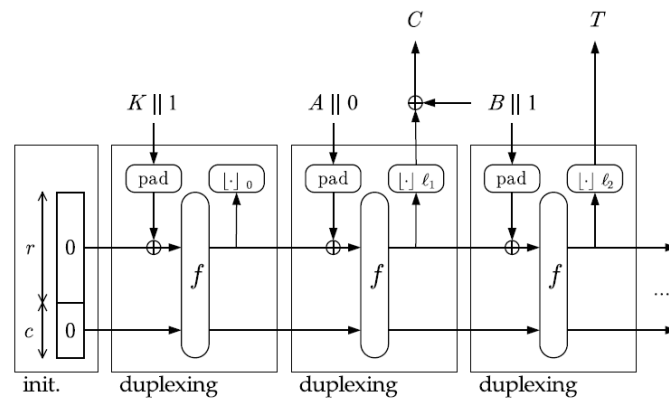 C T
K || 1 A || 0 B || 1
pad ⌊·⌋ 0 pad ⌊·⌋ ℓ1 pad ⌊·⌋ ℓ2
r 0
f f f
...
c 0
init. duplexing duplexing duplexing